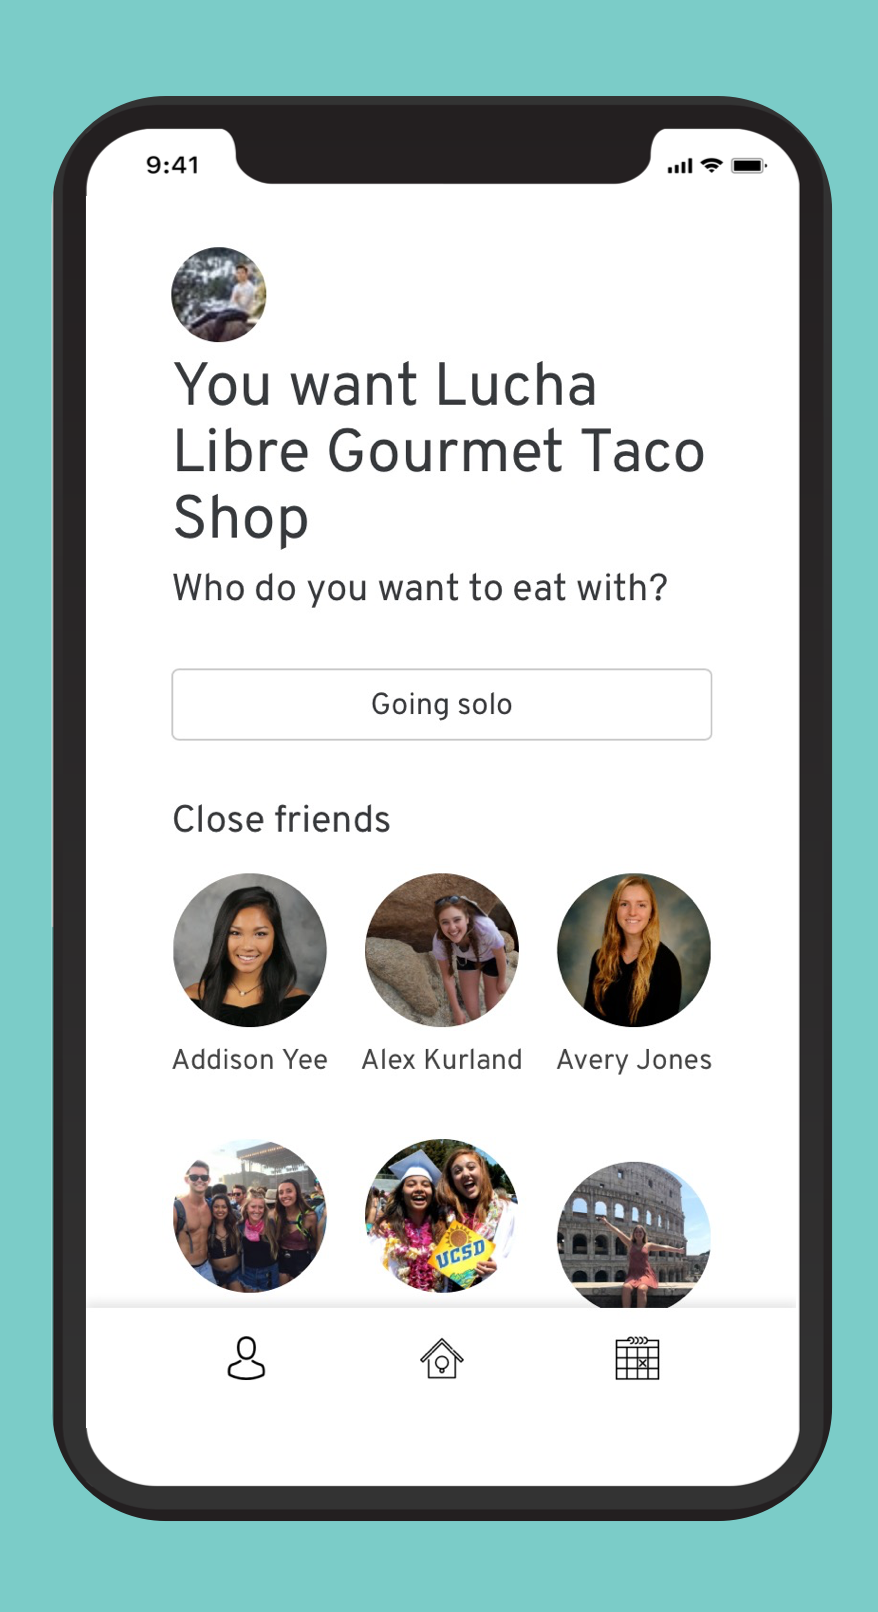 9:41
You want Lucha
Libre Gourmet Taco
Shop
Who do you want to eat with?
Going solo
Close friends
Addison Yee
Alex Kurland
Avery Jones
UCSD